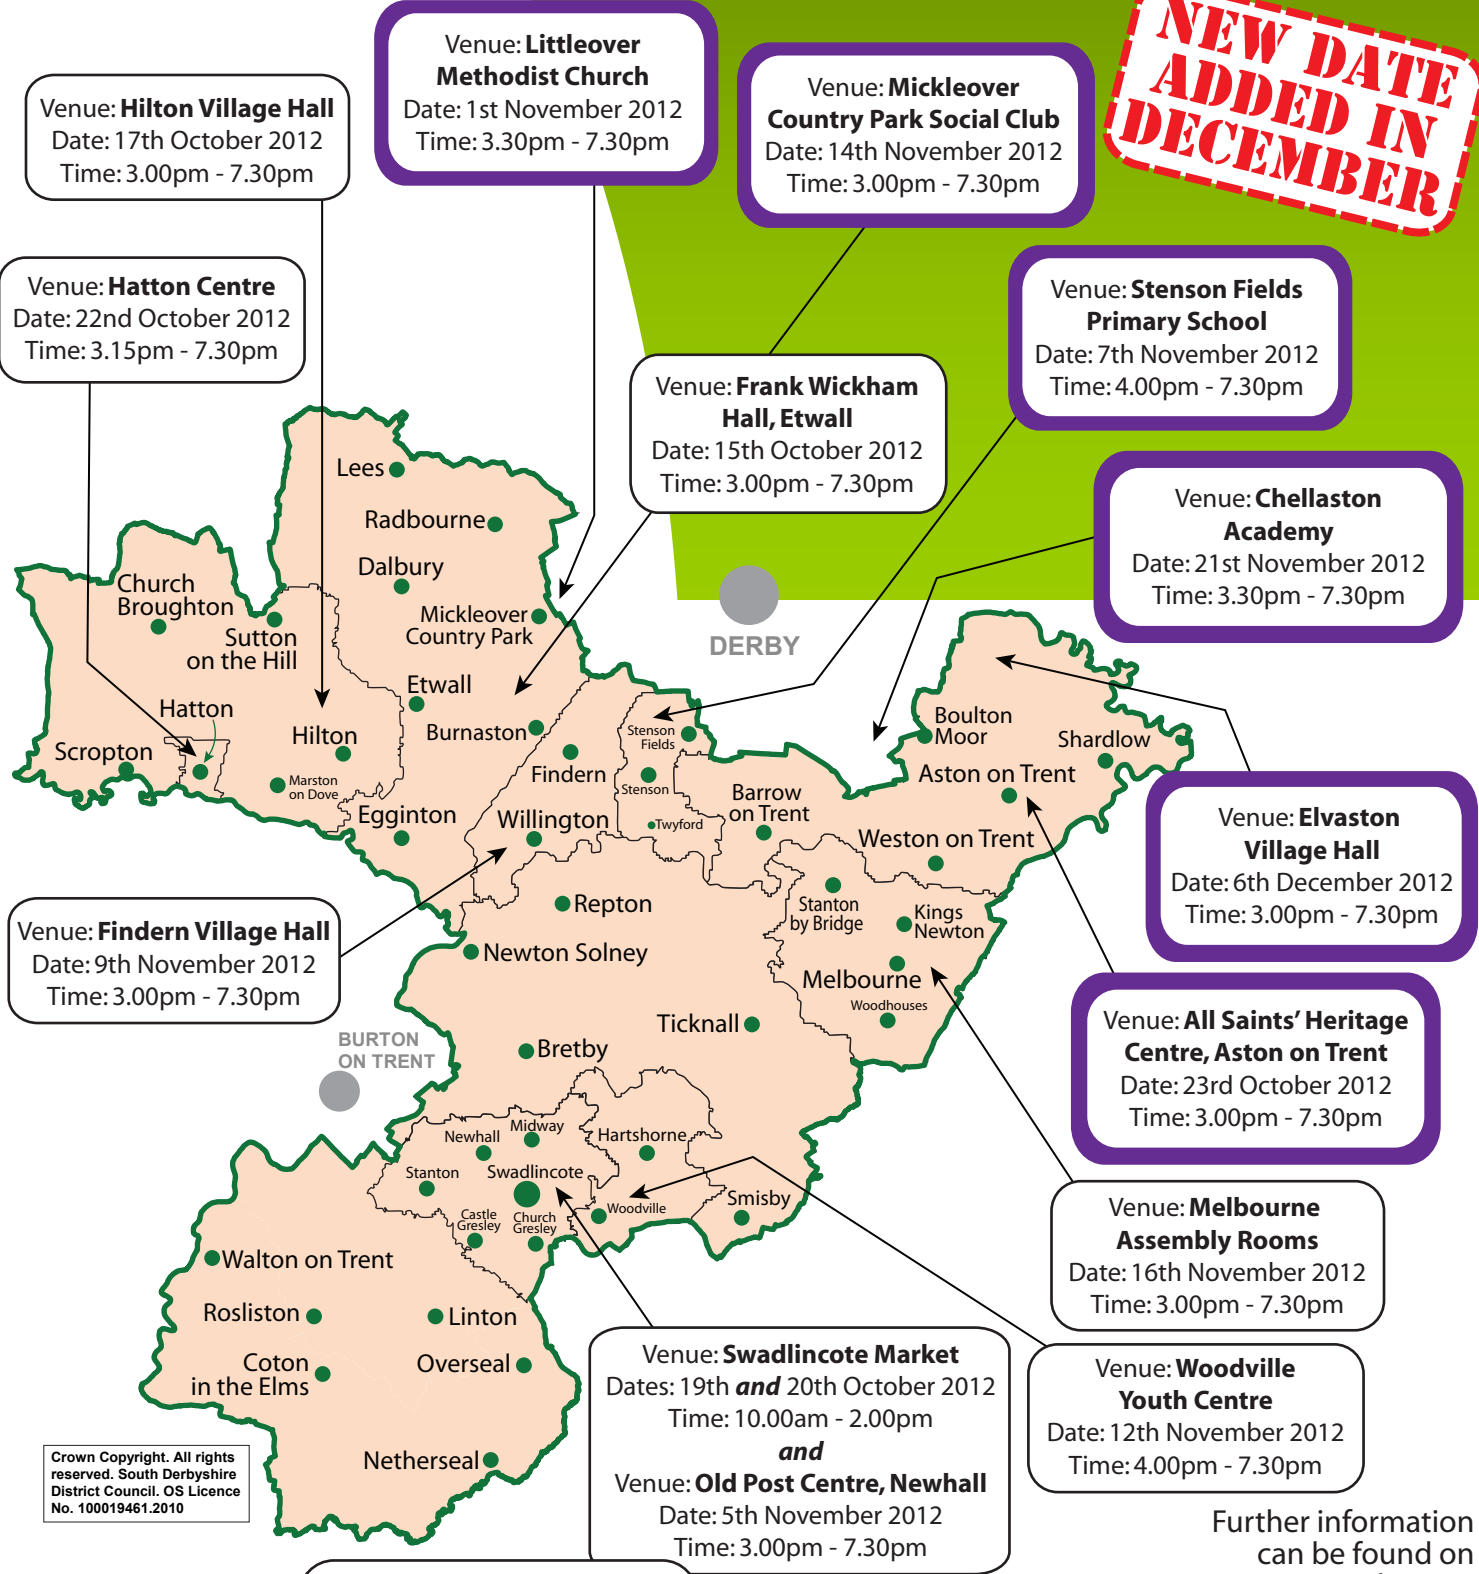 NEW DATE
ADDED IN
DECEMBER
Venue: Littleover
Methodist Church
Date: 1st November 2012
Time: 3.30pm - 7.30pm
Venue: Mickleover
Country Park Social Club
Date: 14th November 2012
Time: 3.00pm - 7.30pm
Venue: Hilton Village Hall
Date: 17th October 2012
Time: 3.00pm - 7.30pm
Venue: Hatton Centre
Date: 22nd October 2012
Time: 3.15pm - 7.30pm
Venue: Stenson Fields
Primary School
Date: 7th November 2012
Time: 4.00pm - 7.30pm
Venue: Frank Wickham
Hall, Etwall
Date: 15th October 2012
Time: 3.00pm - 7.30pm
Venue: Chellaston
Academy
Date: 21st November 2012
Time: 3.30pm - 7.30pm
Lees
Radbourne
Dalbury
Church
Broughton
Sutton
on the Hill
Mickleover
Country Park
DERBY
Etwall
Hatton
Burnaston
Hilton
Scropton
Marston
on Dove
Egginton
Findern
Willington
Stenson
Fields
Stenson
Twyford
Barrow
on Trent
Boulton
Moor
Shardlow
Aston on Trent
Weston on Trent
Venue: Elvaston
Village Hall
Date: 6th December 2012
Time: 3.00pm - 7.30pm
Venue: Findern Village Hall
Date: 9th November 2012
Time: 3.00pm - 7.30pm
Repton
Newton Solney
Stanton
by Bridge
Kings
Newton
Melbourne
Woodhouses
Ticknall
Bretby
BURTON
ON TRENT
Venue: All Saints' Heritage
Centre, Aston on Trent
Date: 23rd October 2012
Time: 3.00pm - 7.30pm
Midway
Newhall
Hartshorne
Stanton
Swadlincote
Castle
Gresley
Church
Gresley
Woodville
Smisby
Venue: Melbourne
Assembly Rooms
Date: 16th November 2012
Time: 3.00pm - 7.30pm
Walton on Trent
Rosliston
Linton
Coton
in the Elms
Overseal
Netherseal
Venue: Swadlincote Market
Dates: 19th and 20th October 2012
Time: 10.00am - 2.00pm
and
Venue: Old Post Centre, Newhall
Date: 5th November 2012
Time: 3.00pm - 7.30pm
Venue: Woodville
Youth Centre
Date: 12th November 2012
Time: 4.00pm - 7.30pm
Crown Copyright. All rights
reserved. South Derbyshire
District Council. OS Licence
No. 100019461.2010
Further information
can be found on